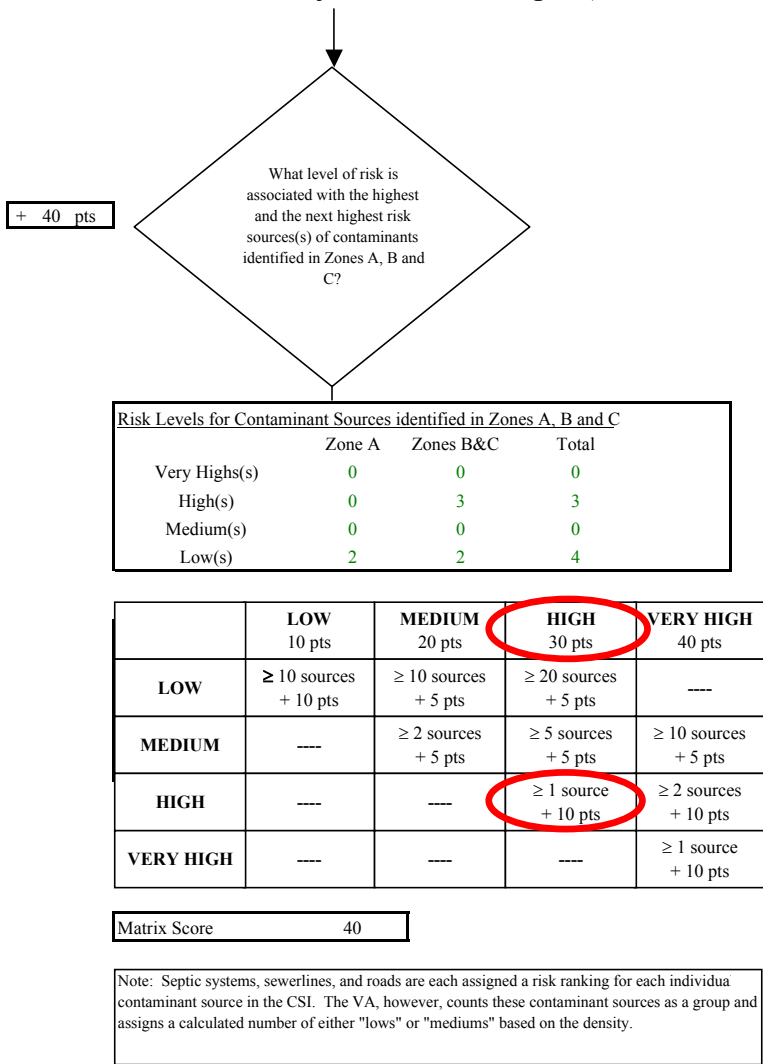 What level of risk is
associated with the highest
and the next highest risk
sources(s) of contaminants
identified in Zones A, B and
C?
+ 40 pts
Risk Levels for Contaminant Sources identified in Zones A, B and C
Zone A Zones B&C Total
Very Highs(s) 0 0 0
High(s) 0 3 3
Medium(s) 0 0 0
Low(s) 2 2 4
LOW MEDIUM HIGH VERY HIGH
10 pts 20 pts 30 pts 40 pts
LOW ≥ 10 sources ≥ 10 sources ≥ 20 sources ----
+ 10 pts + 5 pts + 5 pts
MEDIUM ---- ≥ 2 sources ≥ 5 sources ≥ 10 sources
+ 5 pts + 5 pts + 5 pts
HIGH ---- ---- ≥ 1 source ≥ 2 sources
+ 10 pts + 10 pts
VERY HIGH ---- ---- ---- ≥ 1 source
+ 10 pts
Matrix Score 40
Note: Septic systems, sewerlines, and roads are each assigned a risk ranking for each individua
contaminant source in the CSI. The VA, however, counts these contaminant sources as a group and
assigns a calculated number of either "lows" or "mediums" based on the density.